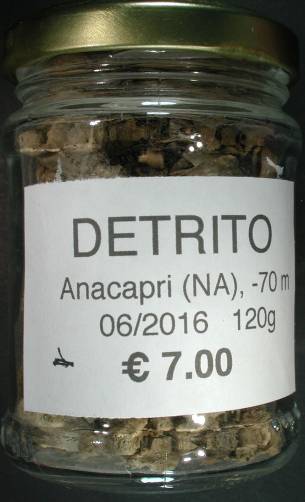 DETRITO
Anacapri (NA), -70 m
06/2016 120g
€ 7.00